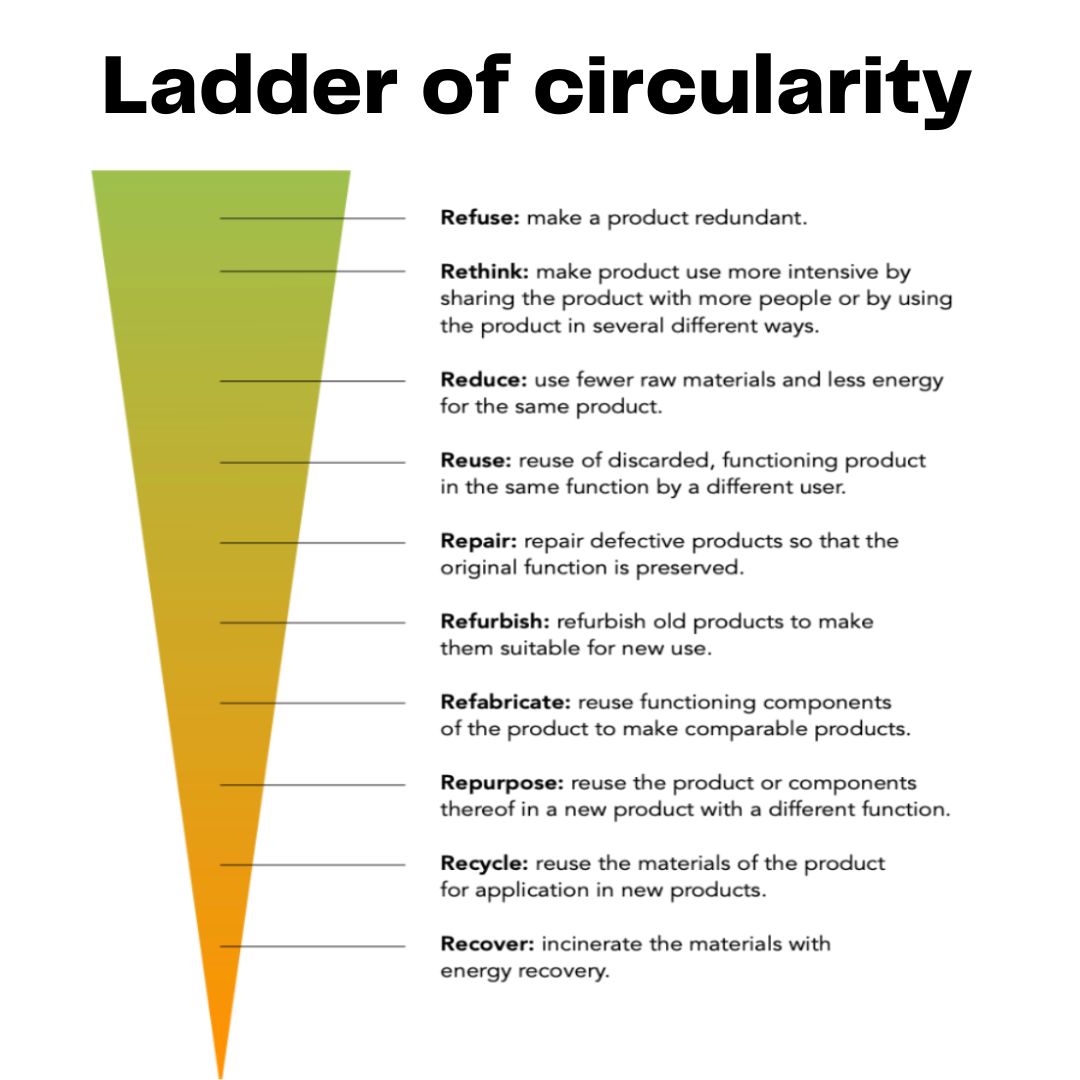 Ladder of circularity
Refuse: make a product redundant.
Rethink: make product use more intensive by
sharing the product with more people or by using
the product in several different ways.
Reduce: use fewer raw materials and less energy
for the same product.
Reuse: reuse of discarded, functioning product
in the same function by a different user.
Repair: repair defective products so that the
original function is preserved.
Refurbish: refurbish old products to make
them suitable for new use.
Refabricate: reuse functioning components
of the product to make comparable products.
Repurpose: reuse the product or components
thereof in a new product with a different function.
Recycle: reuse the materials of the product
for application in new products.
Recover: incinerate the materials with
energy recovery.